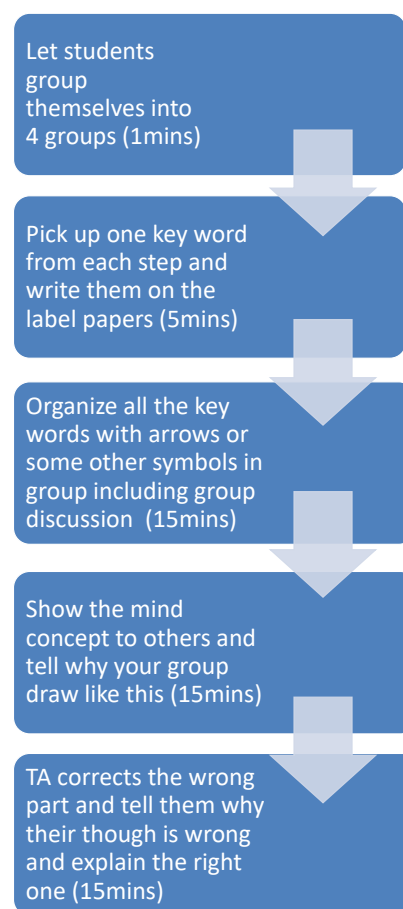 Let students
group
themselves into
4 groups (1mins)
Pick up one key word
from each step and
write them on the
label papers (5mins)
Organize all the key
words with arrows or
some other symbols in
group including group
discussion  (15mins)
Show the mind
concept to others and
tell why your group
draw like this (15mins)
TA corrects the wrong
part and tell them why
their though is wrong
and explain the right
one (15mins)